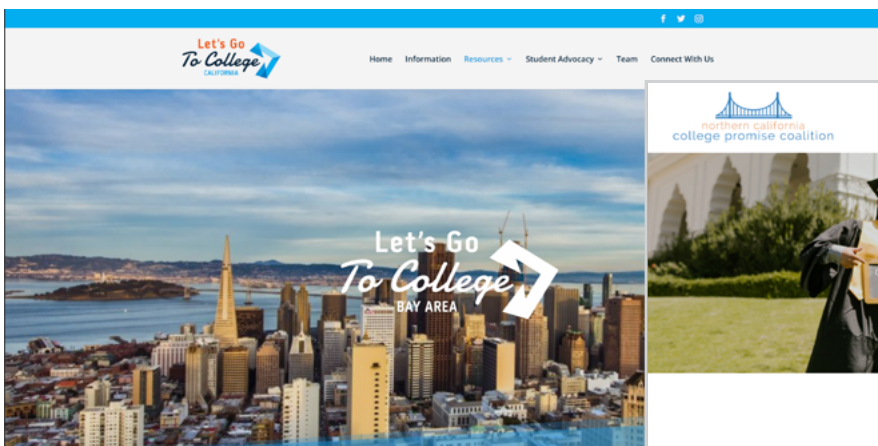 Let's Go
To College
CALIFORNIA
Home Information Resources Student Advocacy Team Connect With Us
northern california
college promise coalition
Let's Go
To College
BAY AREA